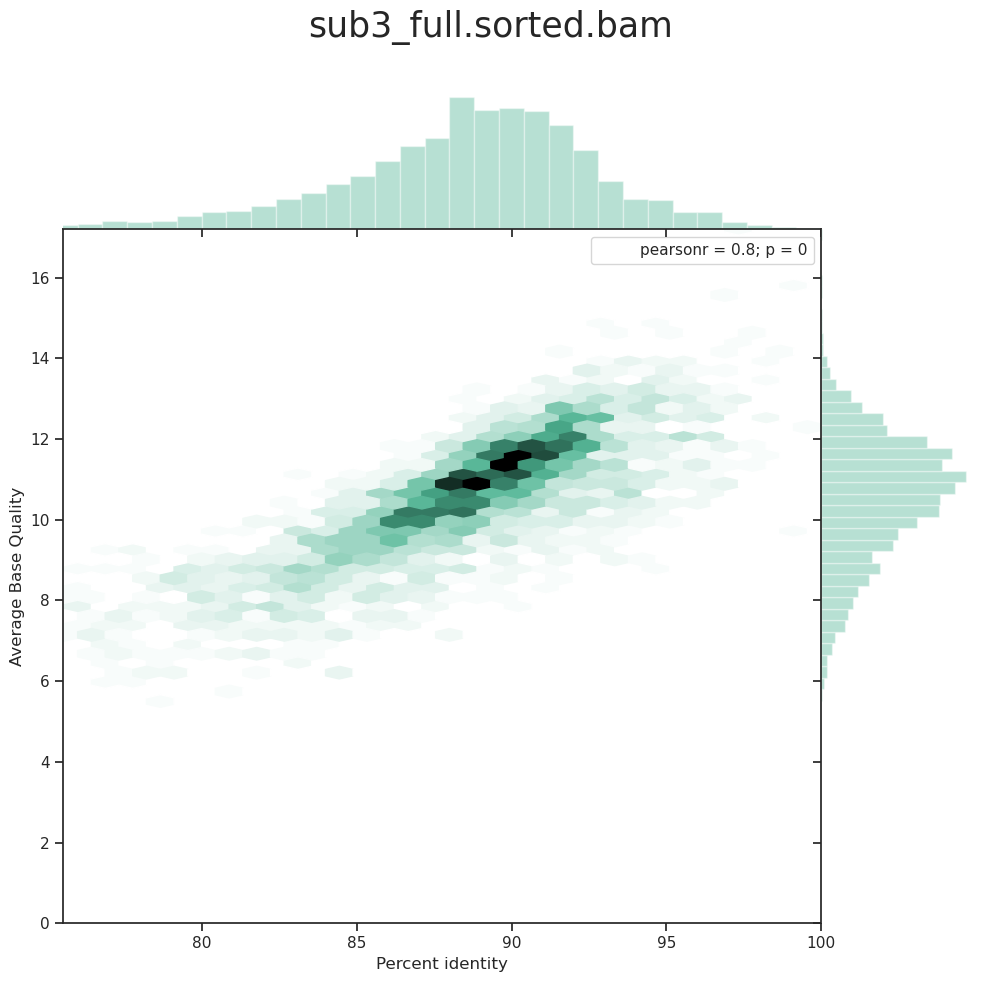 sub3_full.sorted.bam
pearsonr = 0.8; p = 0
16
14
12
10
8
6
4
2
0
Average Base Quality
80 85 90 95 100
Percent identity